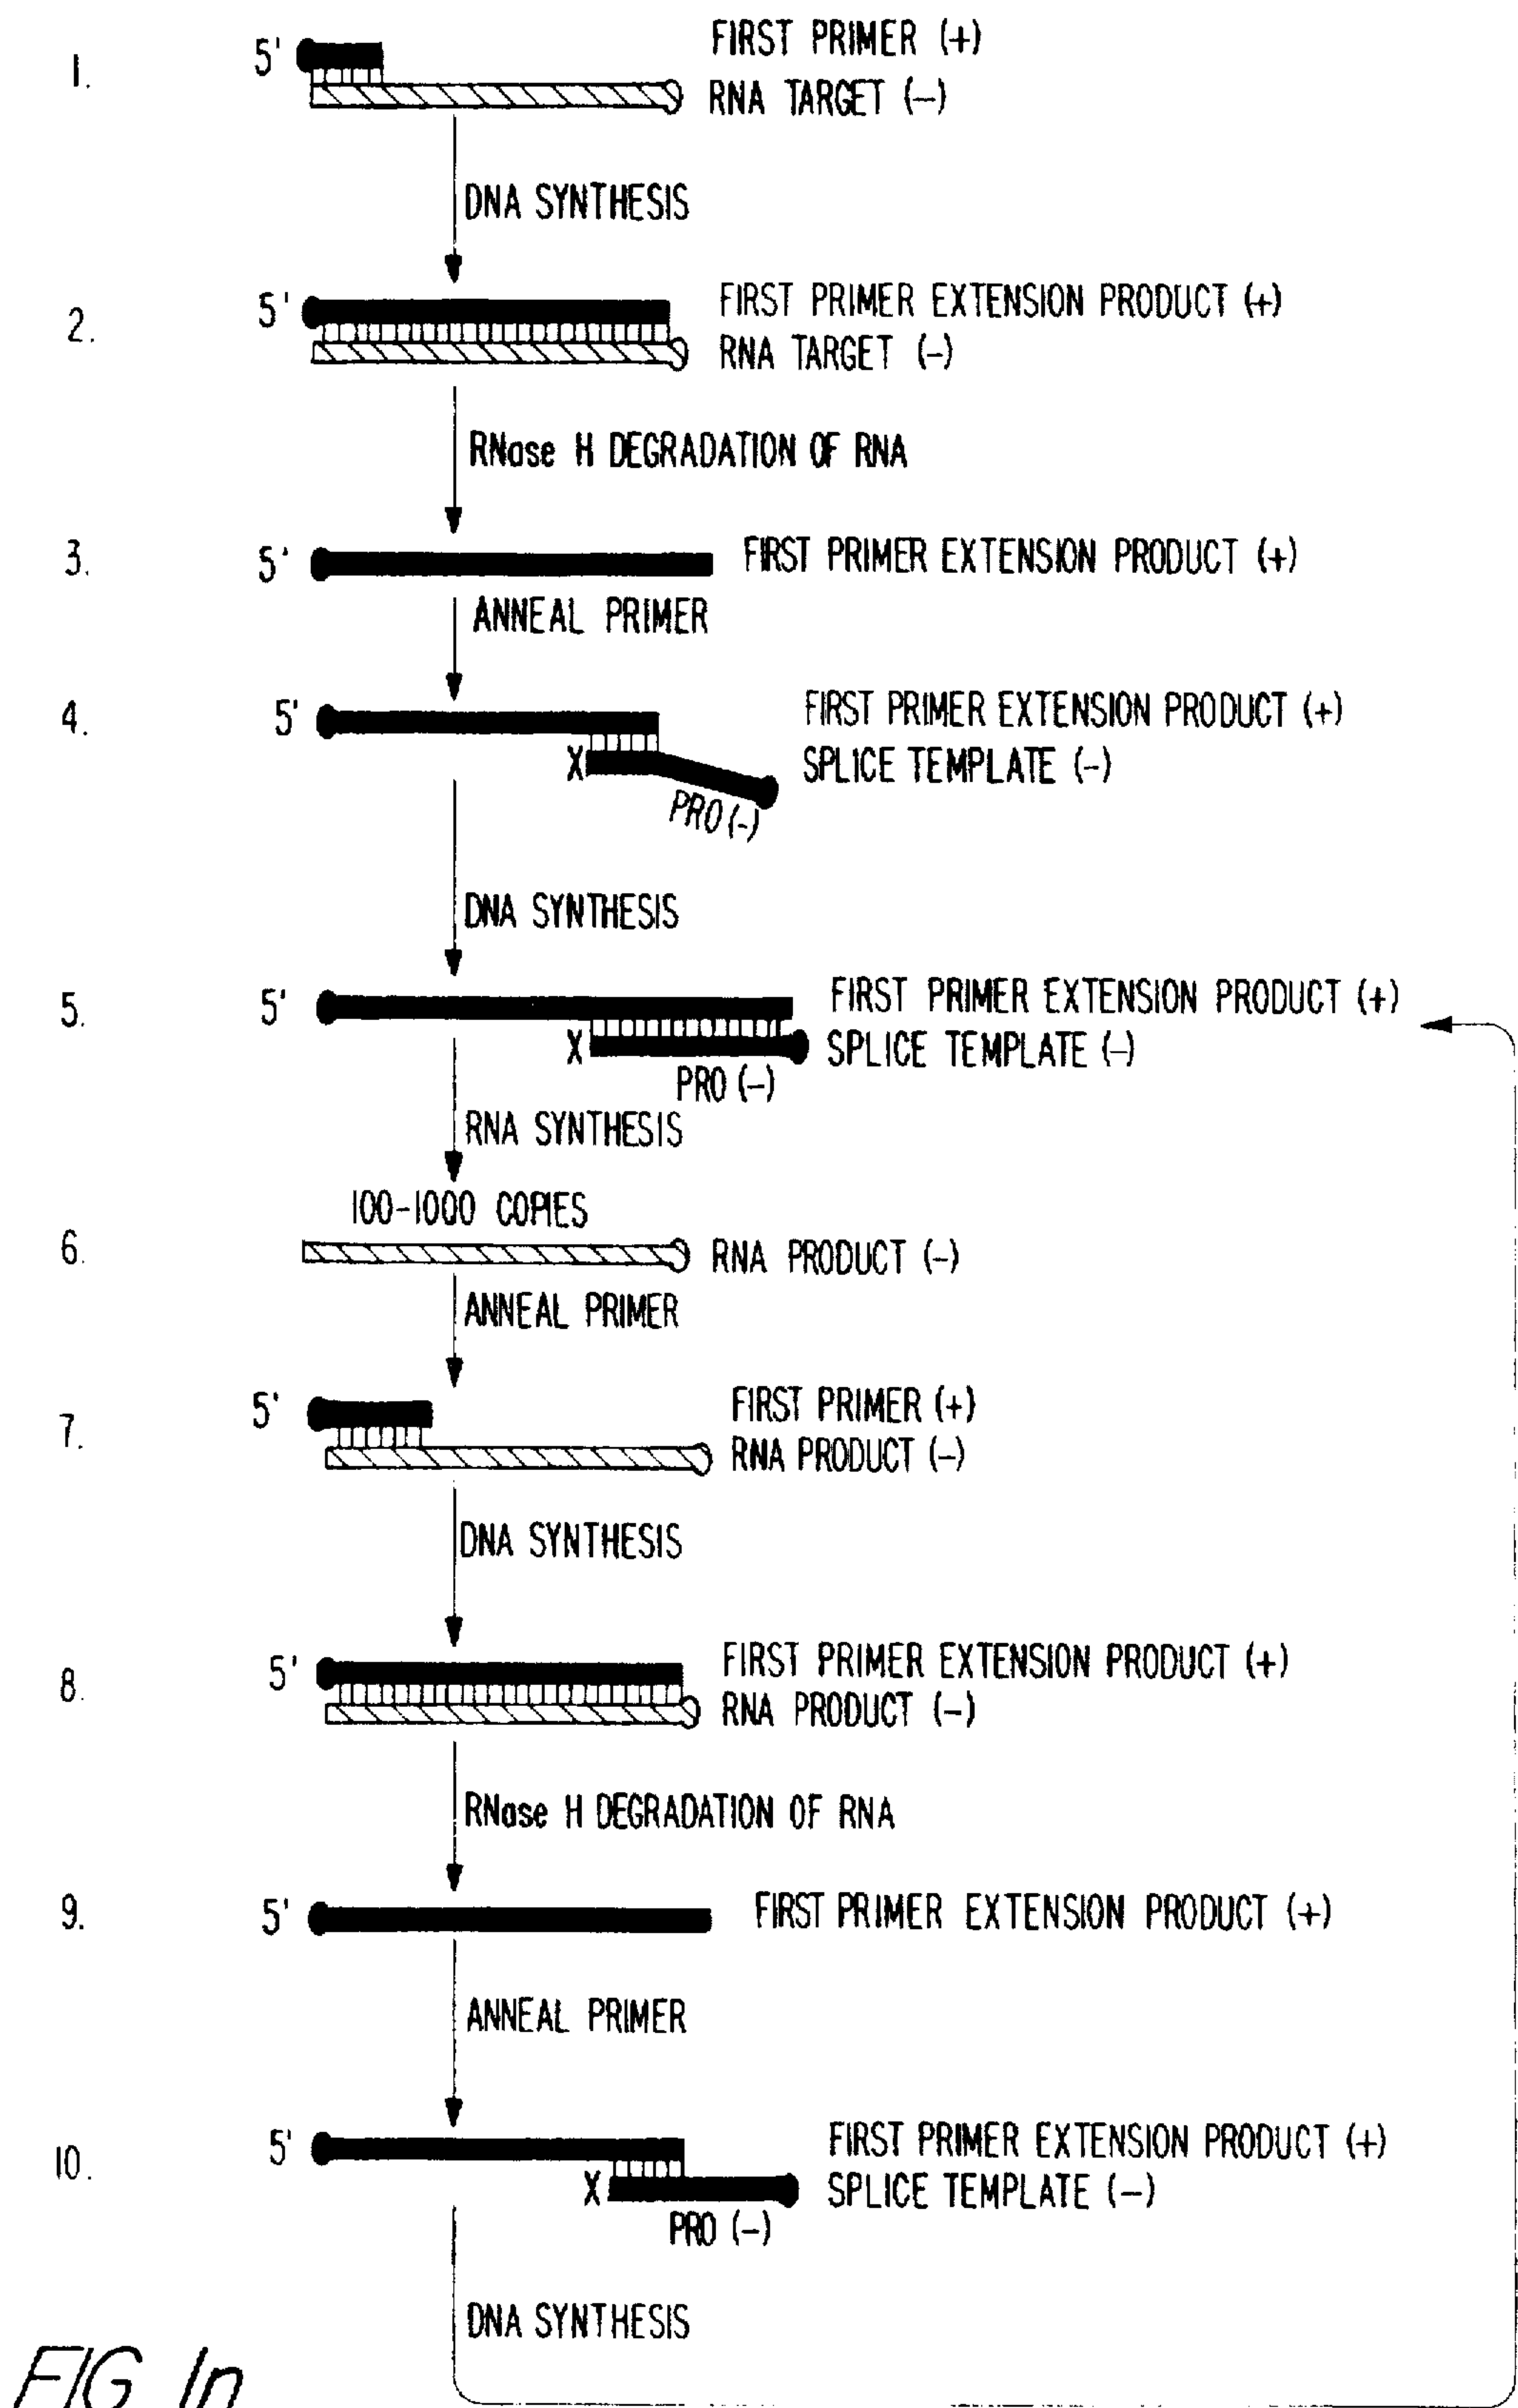 1.
5'
FIRST PRIMER (+)
RNA TARGET (-)
DNA SYNTHESIS
2.
5'
FIRST PRIMER EXTENSION PRODUCT (+)
RNA TARGET (-)
RNase H DEGRADATION OF RNA
3.
5'
FIRST PRIMER EXTENSION PRODUCT (+)
ANNEAL PRIMER
4.
5'
FIRST PRIMER EXTENSION PRODUCT (+)
X
SPLICE TEMPLATE (-)
PRO (-)
DNA SYNTHESIS
5.
5'
FIRST PRIMER EXTENSION PRODUCT (+)
X
SPLICE TEMPLATE (-)
PRO (-)
RNA SYNTHESIS
100-1000 COPIES
6.
RNA PRODUCT (-)
ANNEAL PRIMER
7.
5'
FIRST PRIMER (+)
RNA PRODUCT (-)
DNA SYNTHESIS
8.
5'
FIRST PRIMER EXTENSION PRODUCT (+)
RNA PRODUCT (-)
RNase H DEGRADATION OF RNA
9.
5'
FIRST PRIMER EXTENSION PRODUCT (+)
ANNEAL PRIMER
10.
5'
FIRST PRIMER EXTENSION PRODUCT (+)
X
SPLICE TEMPLATE (-)
PRO (-)
DNA SYNTHESIS
FIG. 1n